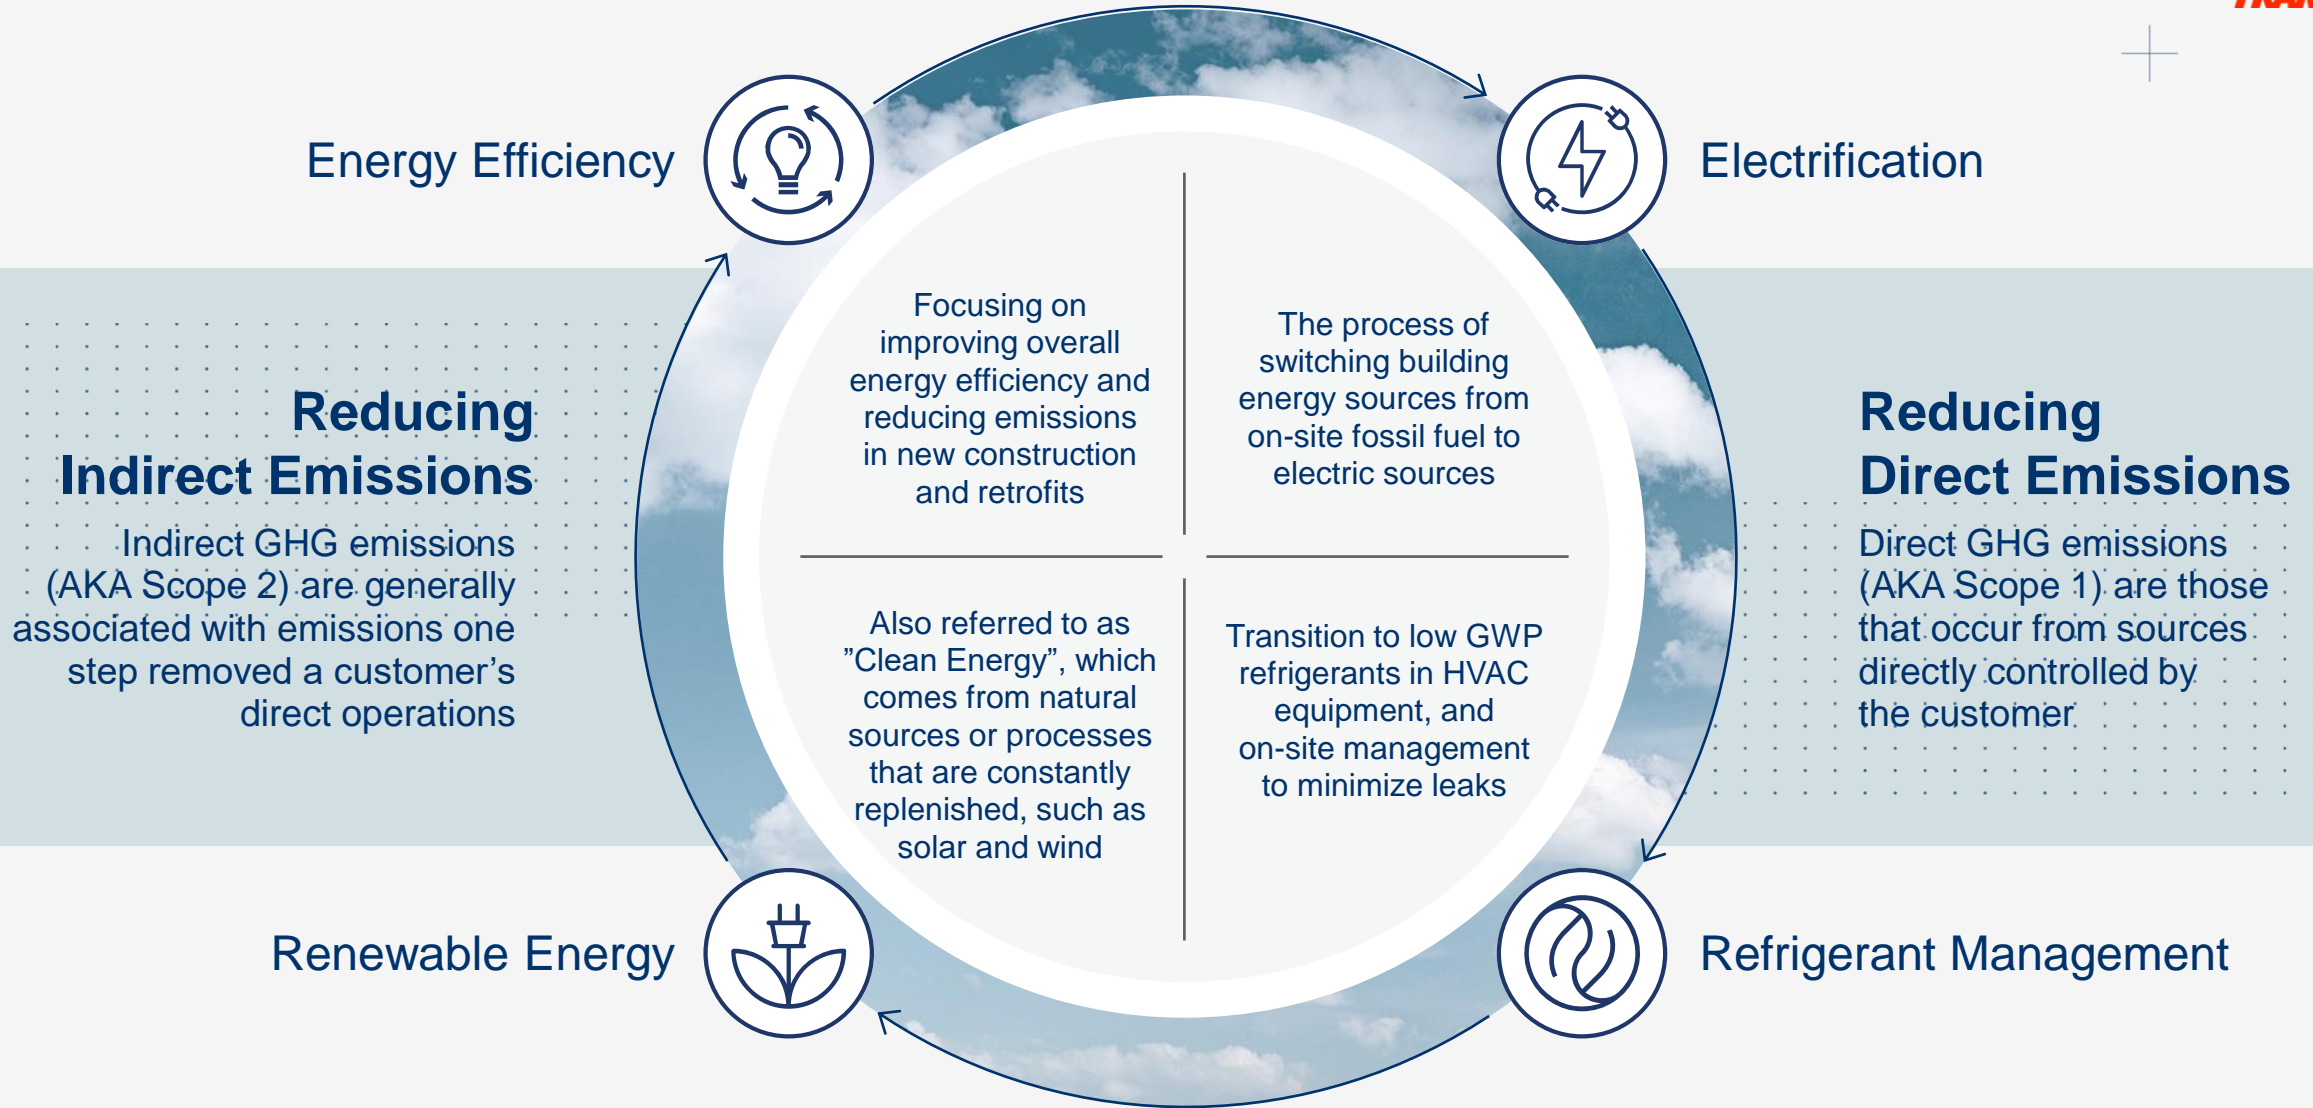 Energy Efficiency
Electrification
Focusing on
improving overall
energy efficiency and
reducing emissions
in new construction
and retrofits
The process of
switching building
energy sources from
on-site fossil fuel to
electric sources
Reducing
Indirect Emissions
Indirect GHG emissions
(AKA Scope 2) are generally
associated with emissions one
step removed a customer’s
direct operations
Reducing
Direct Emissions
Direct GHG emissions
(AKA Scope 1) are those
that occur from sources
directly controlled by
the customer
Also referred to as
”Clean Energy”, which
comes from natural
sources or processes
that are constantly
replenished, such as
solar and wind
Transition to low GWP
refrigerants in HVAC
equipment, and
on-site management
to minimize leaks
Renewable Energy
Refrigerant Management